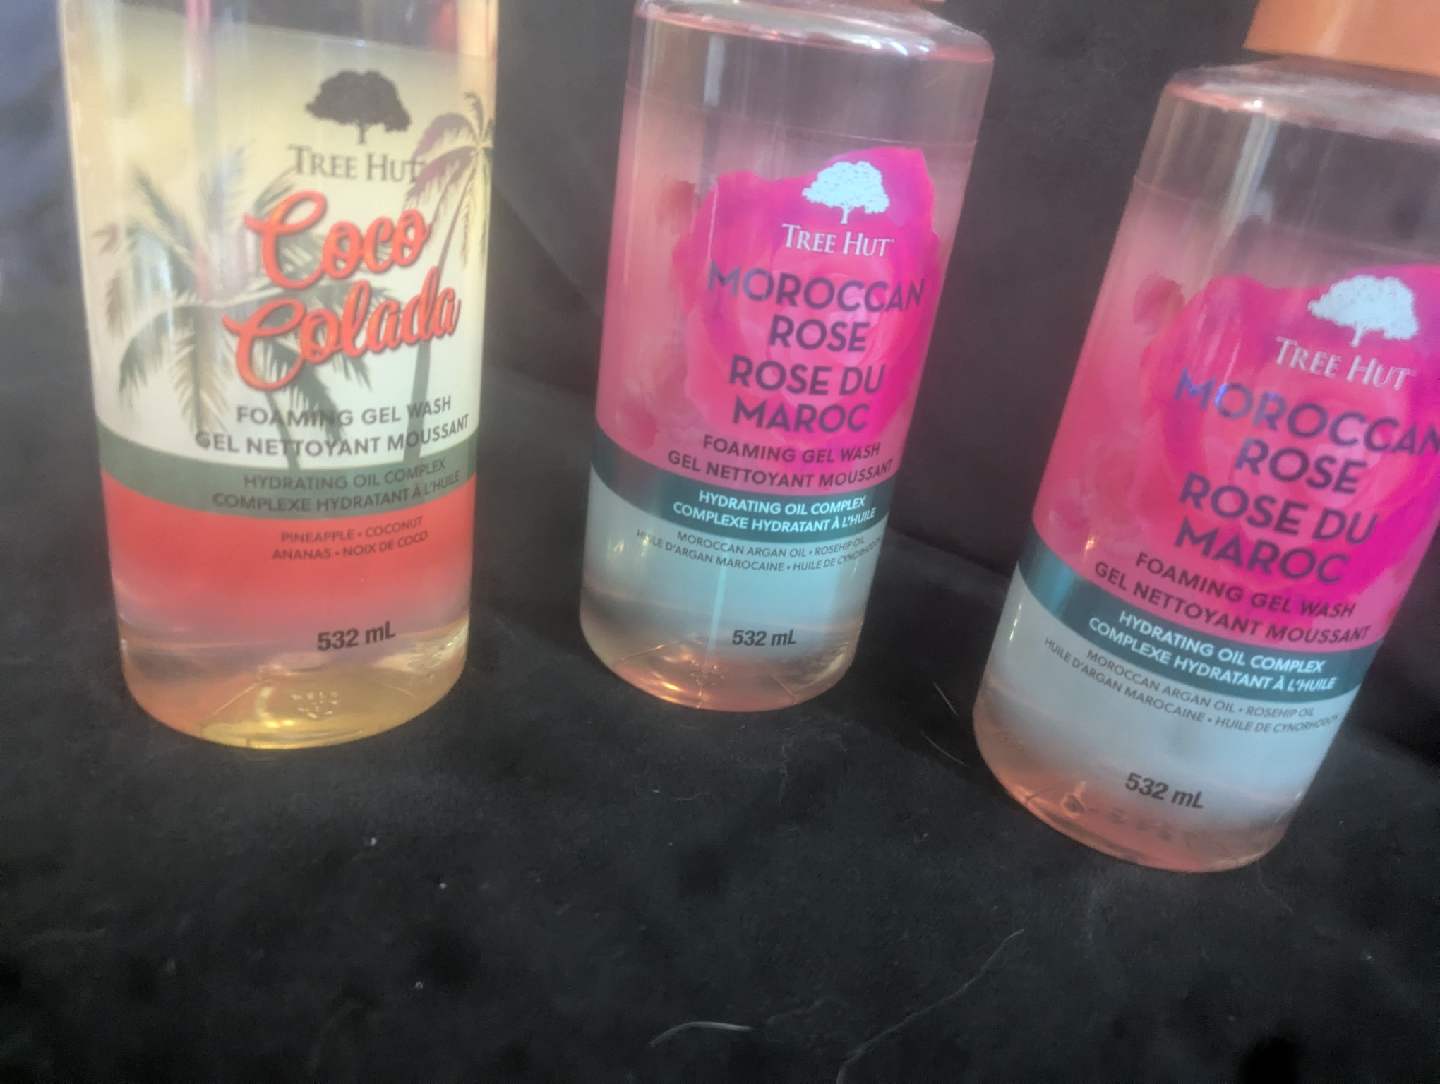 TREE HUT
Coco
Colada
FOAMING GEL WASH
GEL NETTOYANT MOUSSANT
HYDRATING OIL COMPLEX
COMPLEXE HYDRATANT À L'HUILE
PINEAPPLE • COCONUT
ANANAS • NOIX DE COCO
532 mL
TREE HUT
MOROCCAN
ROSE
ROSE DU
MAROC
FOAMING GEL WASH
GEL NETTOYANT MOUSSANT
HYDRATING OIL COMPLEX
COMPLEXE HYDRATANT À L'HUILE
MOROCCAN ARGAN OIL • ROSEHIP OIL
HUILE D'ARGAN MAROCAINE • HUILE DE CYNORHODON
532 mL
TREE HUT
MOROCCAN
ROSE
ROSE DU
MAROC
FOAMING GEL WASH
GEL NETTOYANT MOUSSANT
HYDRATING OIL COMPLEX
COMPLEXE HYDRATANT À L'HUILE
MOROCCAN ARGAN OIL • ROSEHIP OIL
HUILE D'ARGAN MAROCAINE • HUILE DE CYNORHODON
532 mL